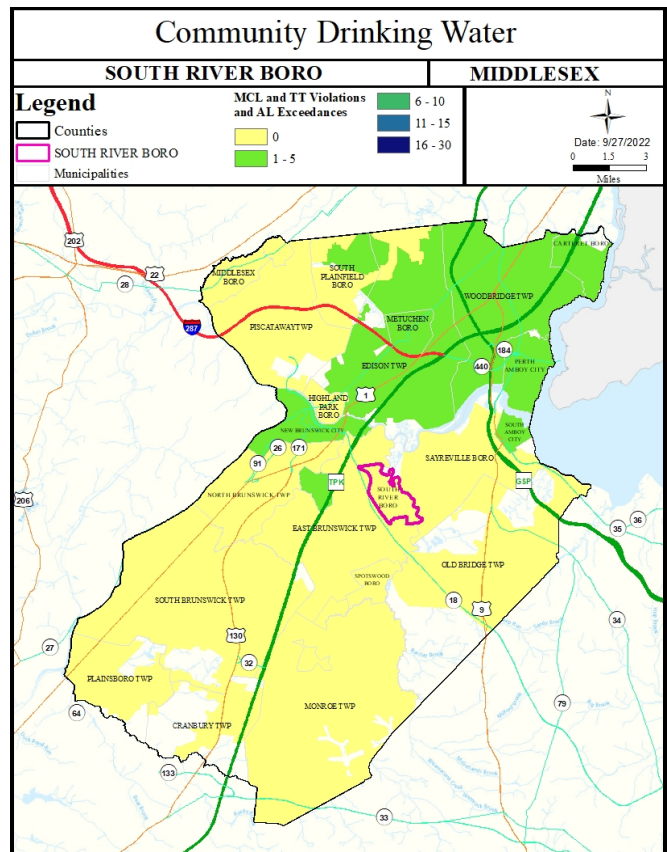 Community Drinking Water
SOUTH RIVER BORO
MIDDLESEX
Legend
Counties
SOUTH RIVER BORO
Municipalities
MCL and TT Violations
and AL Exceedances
0
1 - 5
6 - 10
11 - 15
16 - 30
N
Date: 9/27/2022
0 1.5 3
Miles
202
22
28
287
MIDDLESEX
BORO
SOUTH
PLAINFIELD
BORO
CARTERET BORO
WOODBRIDGE TWP
METUCHEN
BORO
PISCATAWAY TWP
EDISON TWP
184
440
PERTH
AMBOY CITY
1
HIGHLAND
PARK
BORO
NEW BRUNSWICK CITY
SOUTH
AMBOY
CITY
26
171
91
SAYREVILLE BORO
TPK
GSP
206
NORTH BRUNSWICK TWP
SOUTH
RIVER
BORO
36
35
EAST BRUNSWICK TWP
OLD BRIDGE TWP
SPOTSWOOD
BORO
18
9
34
SOUTH BRUNSWICK TWP
130
27
32
PLAINSBORO TWP
79
MONROE TWP
64
CRANBURY TWP
133
33